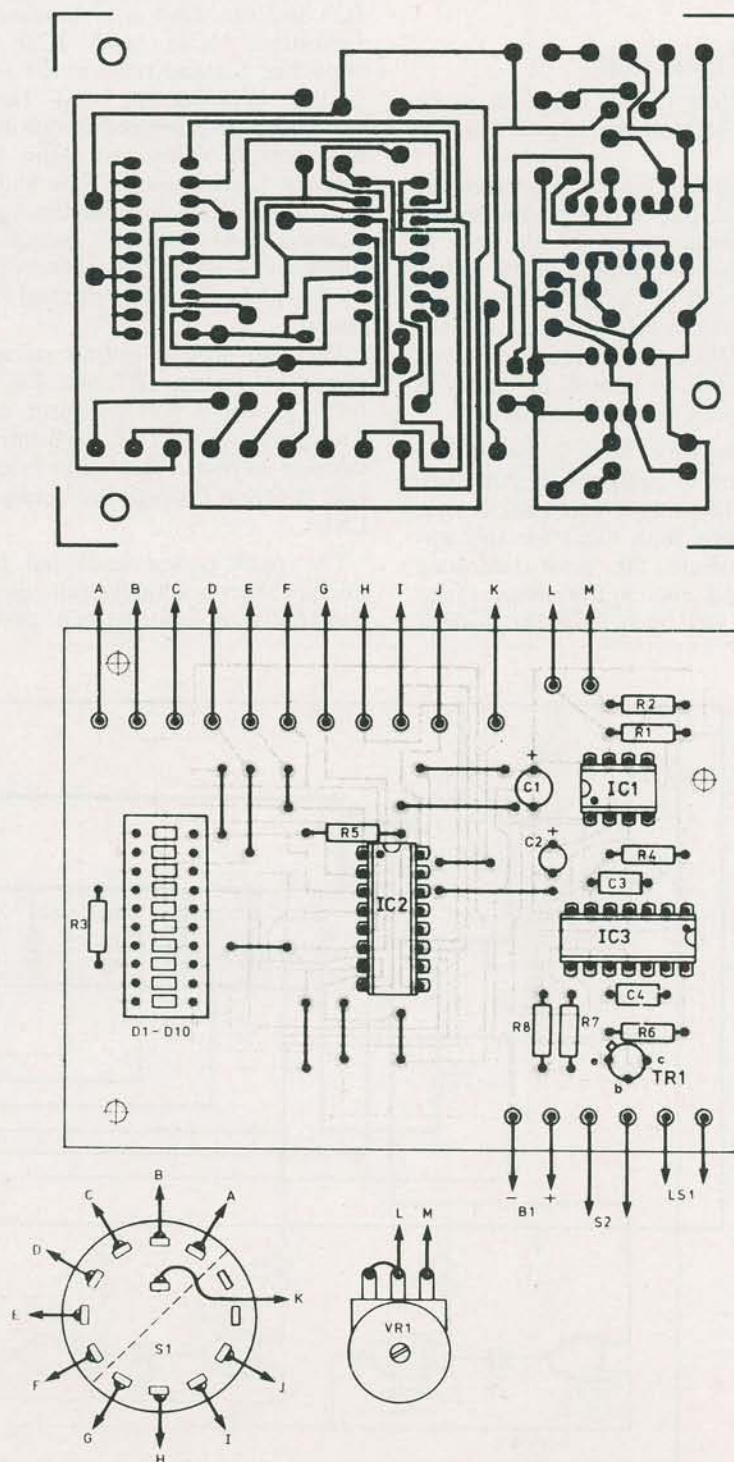 A B C D E F G H I J K L M
R2
R1
+
C1
IC1
R5
C2
+
R4
C3
R3
IC2
IC3
C4
D1-D10
R8
R7
R6
e
c
b
TR1
- B1 + S2 LS1
B
C
A
D
K
E
S1
F
J
G
I
H
L M
VR1